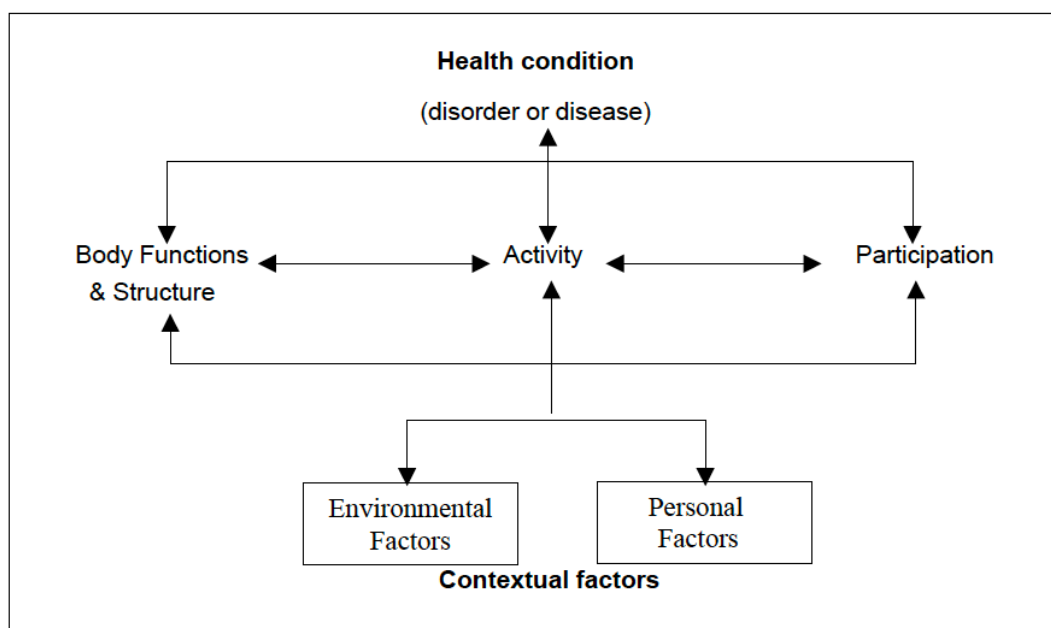 Health condition
(disorder or disease)
Body Functions
& Structure
Activity
Participation
Environmental
Factors
Personal
Factors
Contextual factors